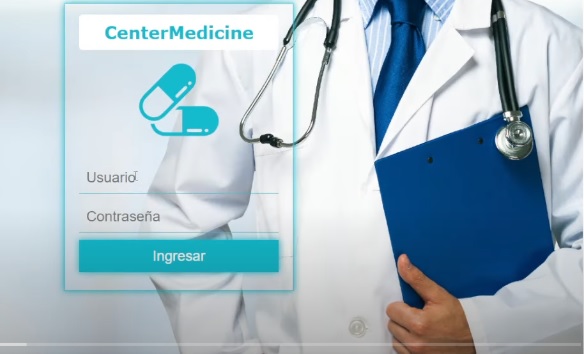 CenterMedicine
Usuario
Contraseña
Ingresar